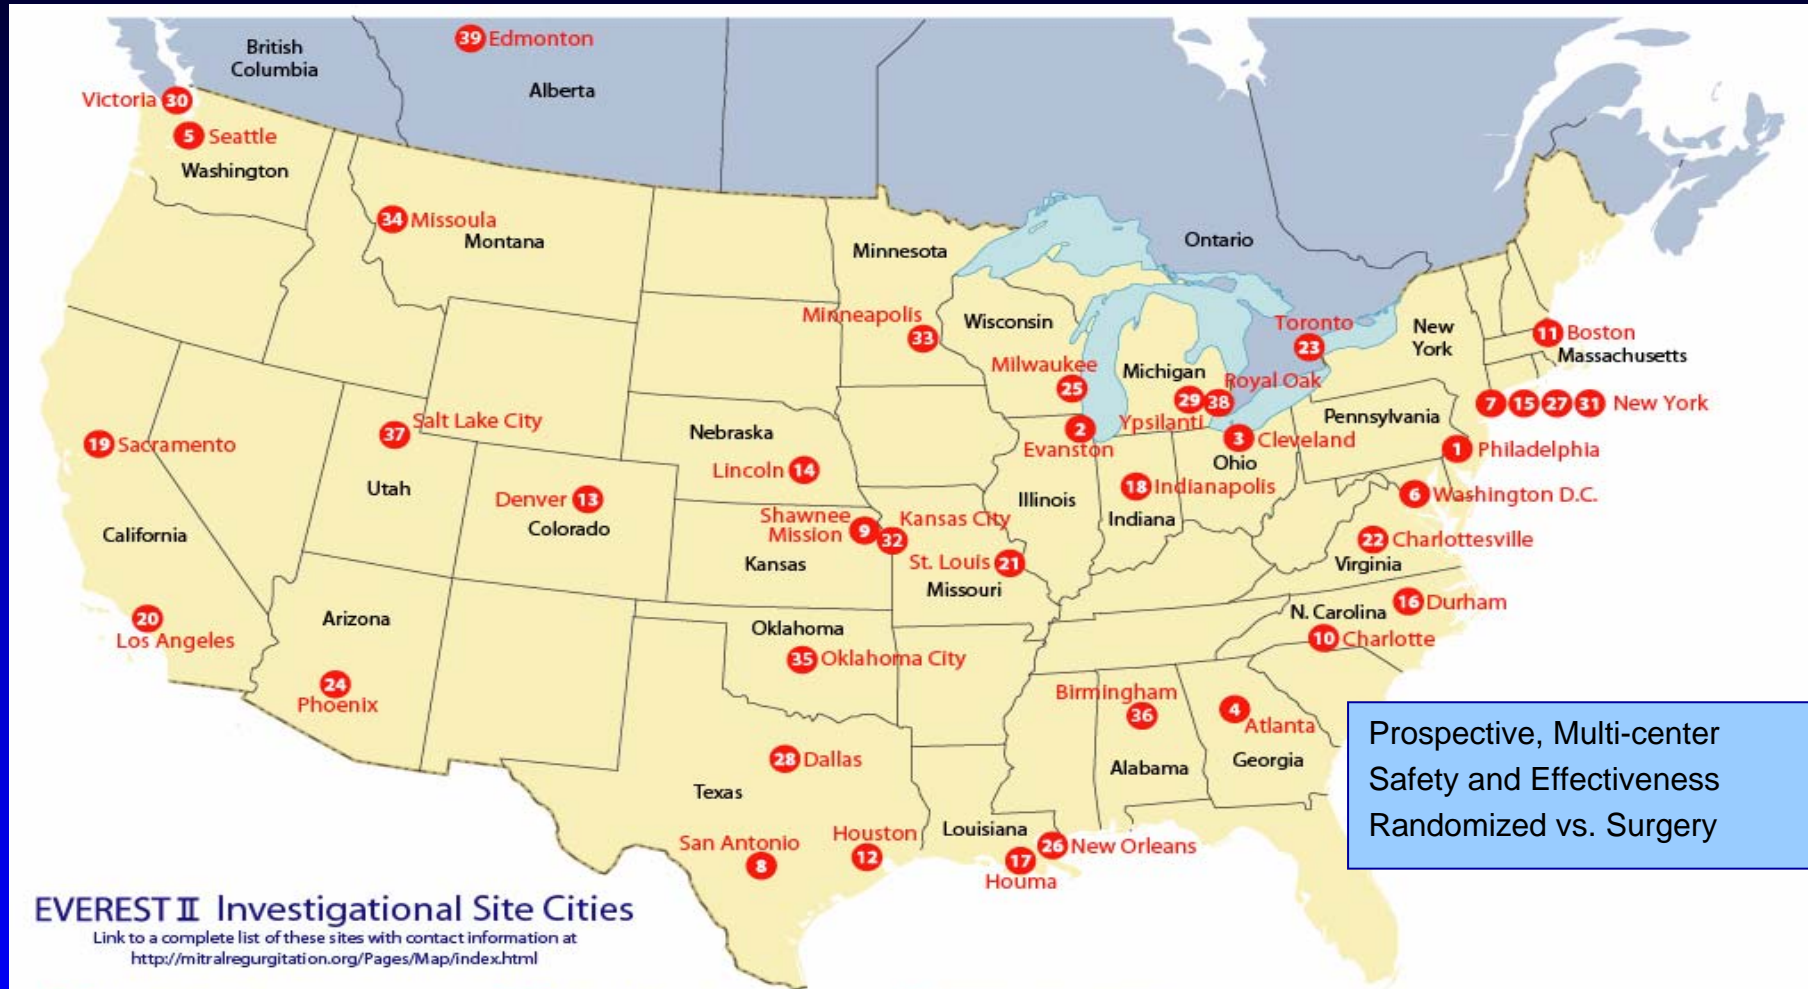 39 Edmonton
British
Columbia
Alberta
Victoria 30
5 Seattle
Washington
34 Missoula
Montana
Minnesota
Ontario
Minneapolis
33
Wisconsin
Toronto
23
New
York
11 Boston
Massachusetts
Milwaukee
25
Michigan
Royal Oak
29 38
Ypsilanti
7 15 27 31 New York
Pennsylvania
Salt Lake City
37
19 Sacramento
Nebraska
2
Evanston
3 Cleveland
Ohio
1 Philadelphia
Lincoln 14
Utah
Denver 13
Colorado
18 Indianapolis
Illinois
Indiana
6 Washington D.C.
California
Shawnee
Mission 9
Kansas City
32
22 Charlottesville
Virginia
Kansas
St. Louis 21
Missouri
20
Los Angeles
Arizona
Oklahoma
35 Oklahoma City
N. Carolina
16 Durham
10 Charlotte
24
Phoenix
Birmingham
36
4
Atlanta
Georgia
Alabama
28 Dallas
Texas
San Antonio
8
Houston
12
Louisiana
26 New Orleans
17
Houma
Prospective, Multi-center
Safety and Effectiveness
Randomized vs. Surgery
EVEREST II Investigational Site Cities
Link to a complete list of these sites with contact information at
http://mitralregurgitation.org/Pages/Map/index.html